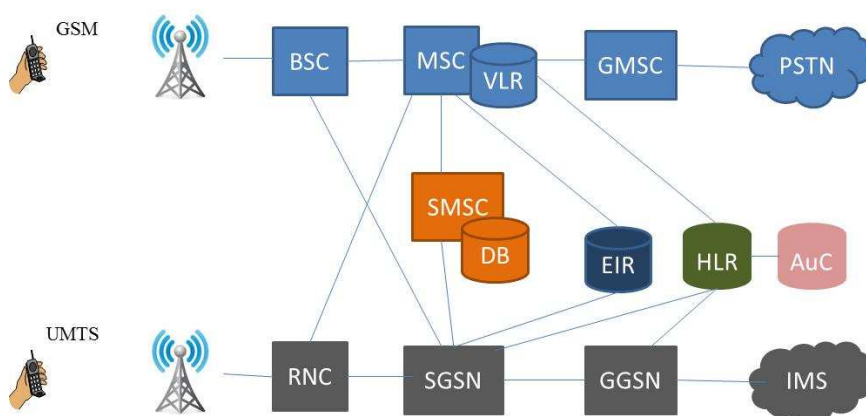 GSM
BSC
MSC
VLR
GMSC
PSTN
SMSC
DB
EIR
HLR
AuC
UMTS
RNC
SGSN
GGSN
IMS